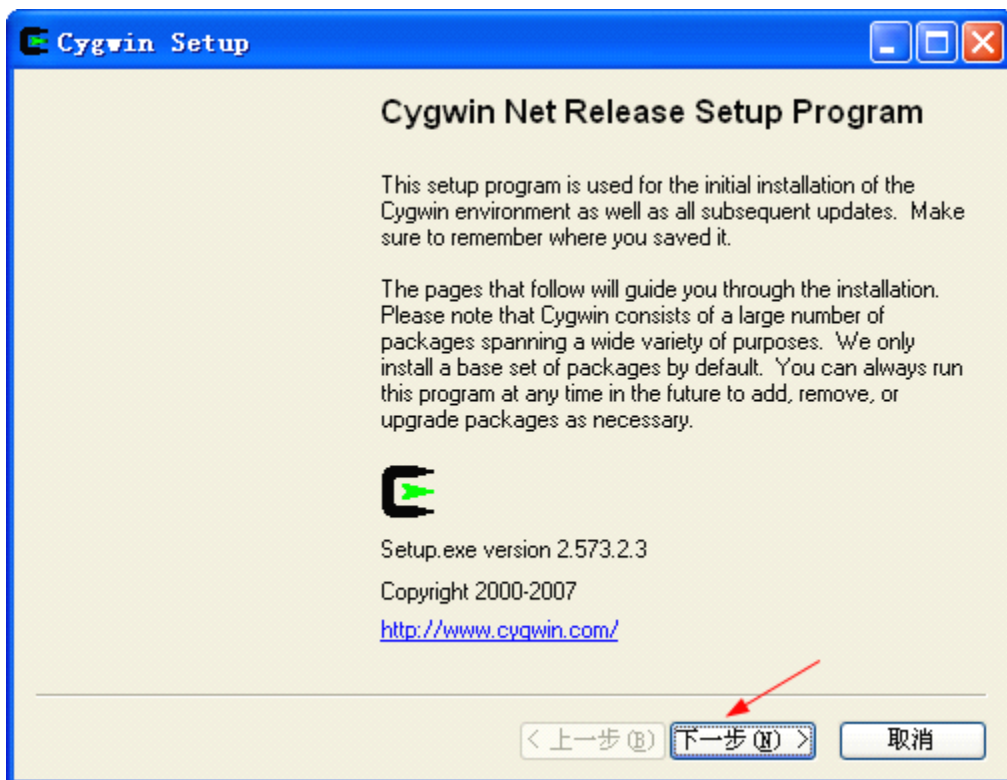 Cygwin Setup
Cygwin Net Release Setup Program
This setup program is used for the initial installation of the
Cygwin environment as well as all subsequent updates.  Make
sure to remember where you saved it.
The pages that follow will guide you through the installation.
Please note that Cygwin consists of a large number of
packages spanning a wide variety of purposes.  We only
install a base set of packages by default.  You can always run
this program at any time in the future to add, remove, or
upgrade packages as necessary.
Setup.exe version 2.573.2.3
Copyright 2000-2007
http://www.cygwin.com/
< 上一步(B) 下一步(N) > 取消